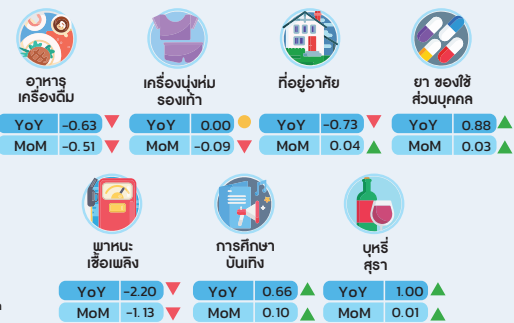 อาหาร
เครื่องดื่ม
YoY -0.63
MoM -0.51
เครื่องนุ่งห่ม
รองเท้า
YoY 0.00
MoM -0.09
ที่อยู่อาศัย
YoY -0.73
MoM 0.04
ยา ของใช้
ส่วนบุคคล
YoY 0.88
MoM 0.03
พาหนะ
เชื้อเพลิง
YoY -2.20
MoM -1.13
การศึกษา
บันเทิง
YoY 0.66
MoM 0.10
บุหรี่
สุรา
YoY 1.00
MoM 0.01